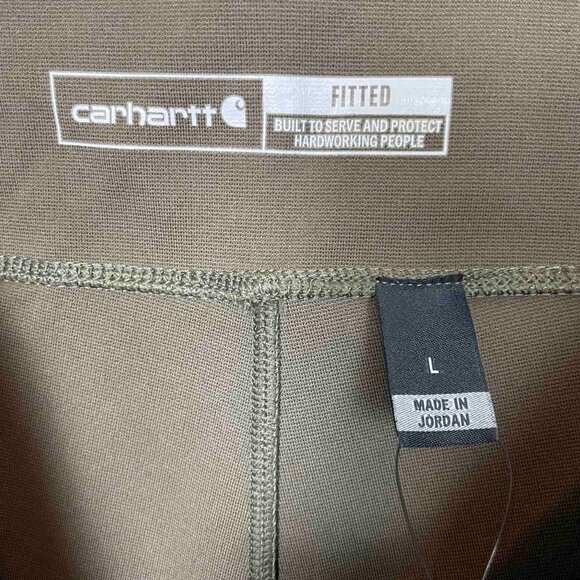 carhartt
FITTED
BUILT TO SERVE AND PROTECT
HARDWORKING PEOPLE
L
MADE IN
JORDAN